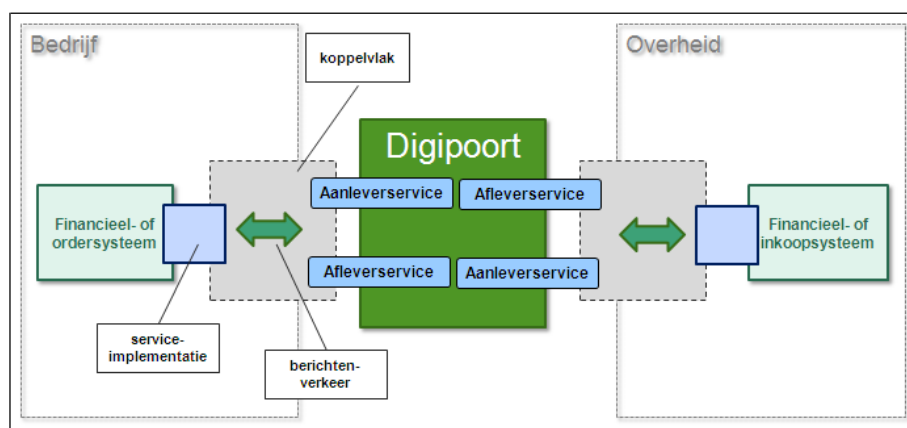 Bedrijf
koppelvlak
Overheid
Digipoort
Aanleverservice
Afleverservice
Financieel- of
ordersysteem
Financieel- of
inkoopsysteem
Afleverservice
Aanleverservice
service-
implementatie
berichten-
verkeer